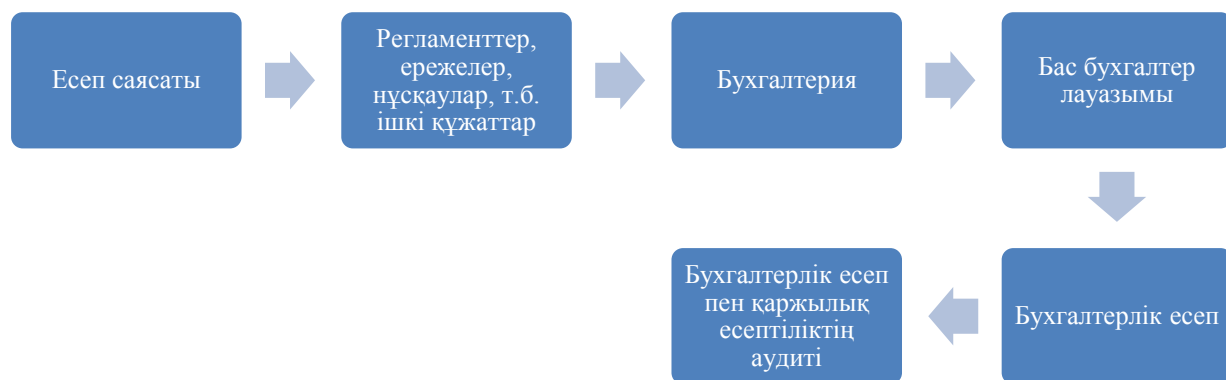 Есеп саясаты
Регламенттер,
ережелер,
нұсқаулар, т.б.
ішкі құжаттар
Бухгалтерия
Бас бухгалтер
лауазымы
Бухгалтерлік есеп
Бухгалтерлік есеп
пен қаржылық
есептіліктің
аудиті